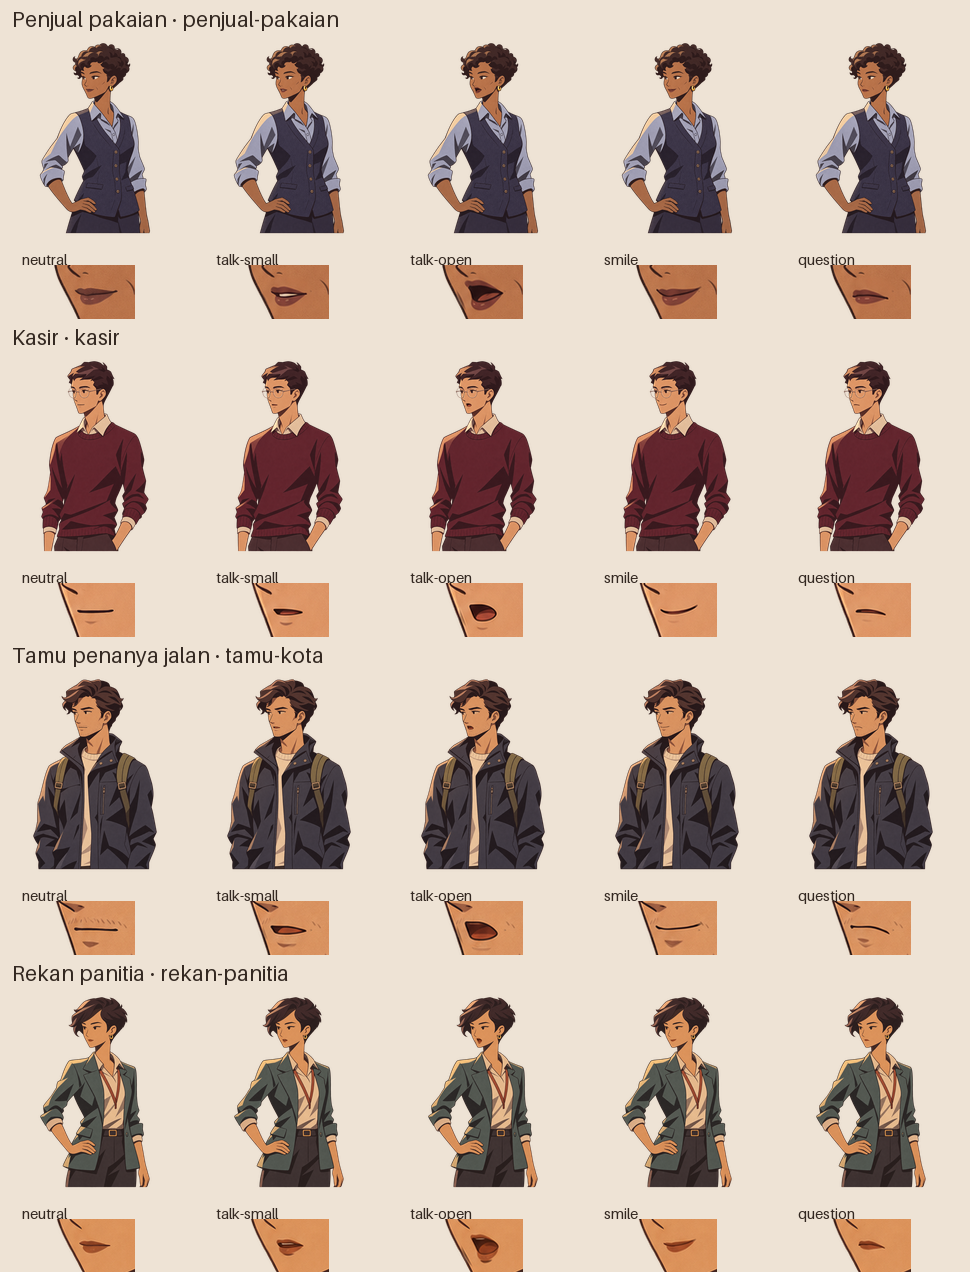 Penjual pakaian · penjual-pakaian
neutral talk-small talk-open smile question
Kasir · kasir
neutral talk-small talk-open smile question
Tamu penanya jalan · tamu-kota
neutral talk-small talk-open smile question
Rekan panitia · rekan-panitia
neutral talk-small talk-open smile question